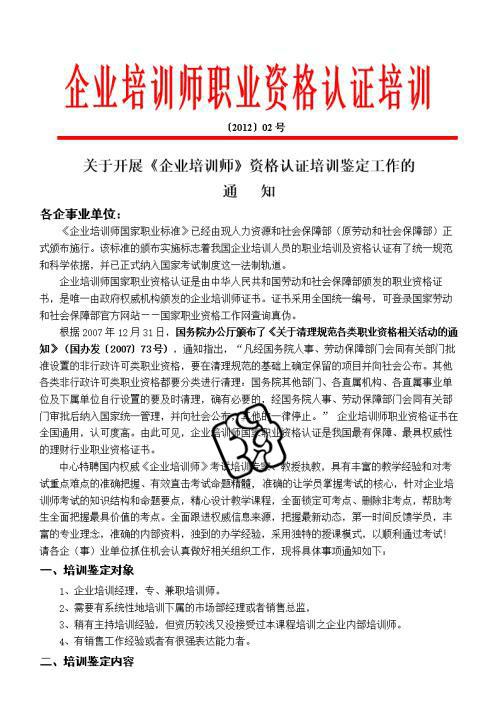 企业培训师职业资格认证培训
〔2012〕02号
关于开展《企业培训师》资格认证培训鉴定工作的
通 知
各企事业单位：
《企业培训师国家职业标准》已经由现人力资源和社会保障部（原劳动和社会保障部）正
式颁布施行。该标准的颁布实施标志着我国企业培训人员的职业培训及资格认证有了统一规范
和科学依据，并已正式纳入国家考试制度这一法制轨道。
企业培训师国家职业资格认证是由中华人民共和国劳动和社会保障部颁发的职业资格证
书，是唯一由政府权威机构颁发的企业培训师证书。证书采用全国统一编号，可登录国家劳动
和社会保障部官方网站——国家职业资格工作网查询真伪。
根据2007年12月31日，国务院办公厅颁布了《关于清理规范各类职业资格相关活动的通
知》（国办发〔2007〕73号），通知指出，“凡经国务院人事、劳动保障部门会同有关部门批
准设置的非行政许可类职业资格，要在清理规范的基础上确定保留的项目并向社会公布。其他
各类非行政许可类职业资格都要分类进行清理：国务院其他部门、各直属机构、各直属事业单
位及下属单位自行设置的要及时清理，确有必要的，经国务院人事、劳动保障部门会同有关部
门审批后纳入国家统一管理，并向社会公布；其他的一律停止。” 企业培训师职业资格证书在
全国通用，认可度高。由此可见，企业培训师国家职业资格认证是我国最有保障、最具权威性
的理财行业职业资格证书。
中心特聘国内权威《企业培训师》考试培训专家、教授执教，具有丰富的教学经验和对考
试重点难点的准确把握、有效直击考试命题精髓，准确的让学员掌握考试的核心，针对企业培
训师考试的知识结构和命题要点，精心设计教学课程，全面锁定可考点、删除非考点，帮助考
生全面把握最具价值的考点。全面跟进权威信息来源，把握最新动态，第一时间反馈学员，丰
富的专业理念，准确的内部资料，独到的办学经验，采用独特的授课模式，以顺利通过考试！
请各企（事）业单位抓住机会认真做好相关组织工作，现将具体事项通知如下：
一、培训鉴定对象
1、企业培训经理，专、兼职培训师。
2、需要有系统性地培训下属的市场部经理或者销售总监，
3、稍有主持培训经验，但资历较浅又没接受过本课程培训之企业内部培训师。
4、有销售工作经验或者有很强表达能力者。
二、培训鉴定内容